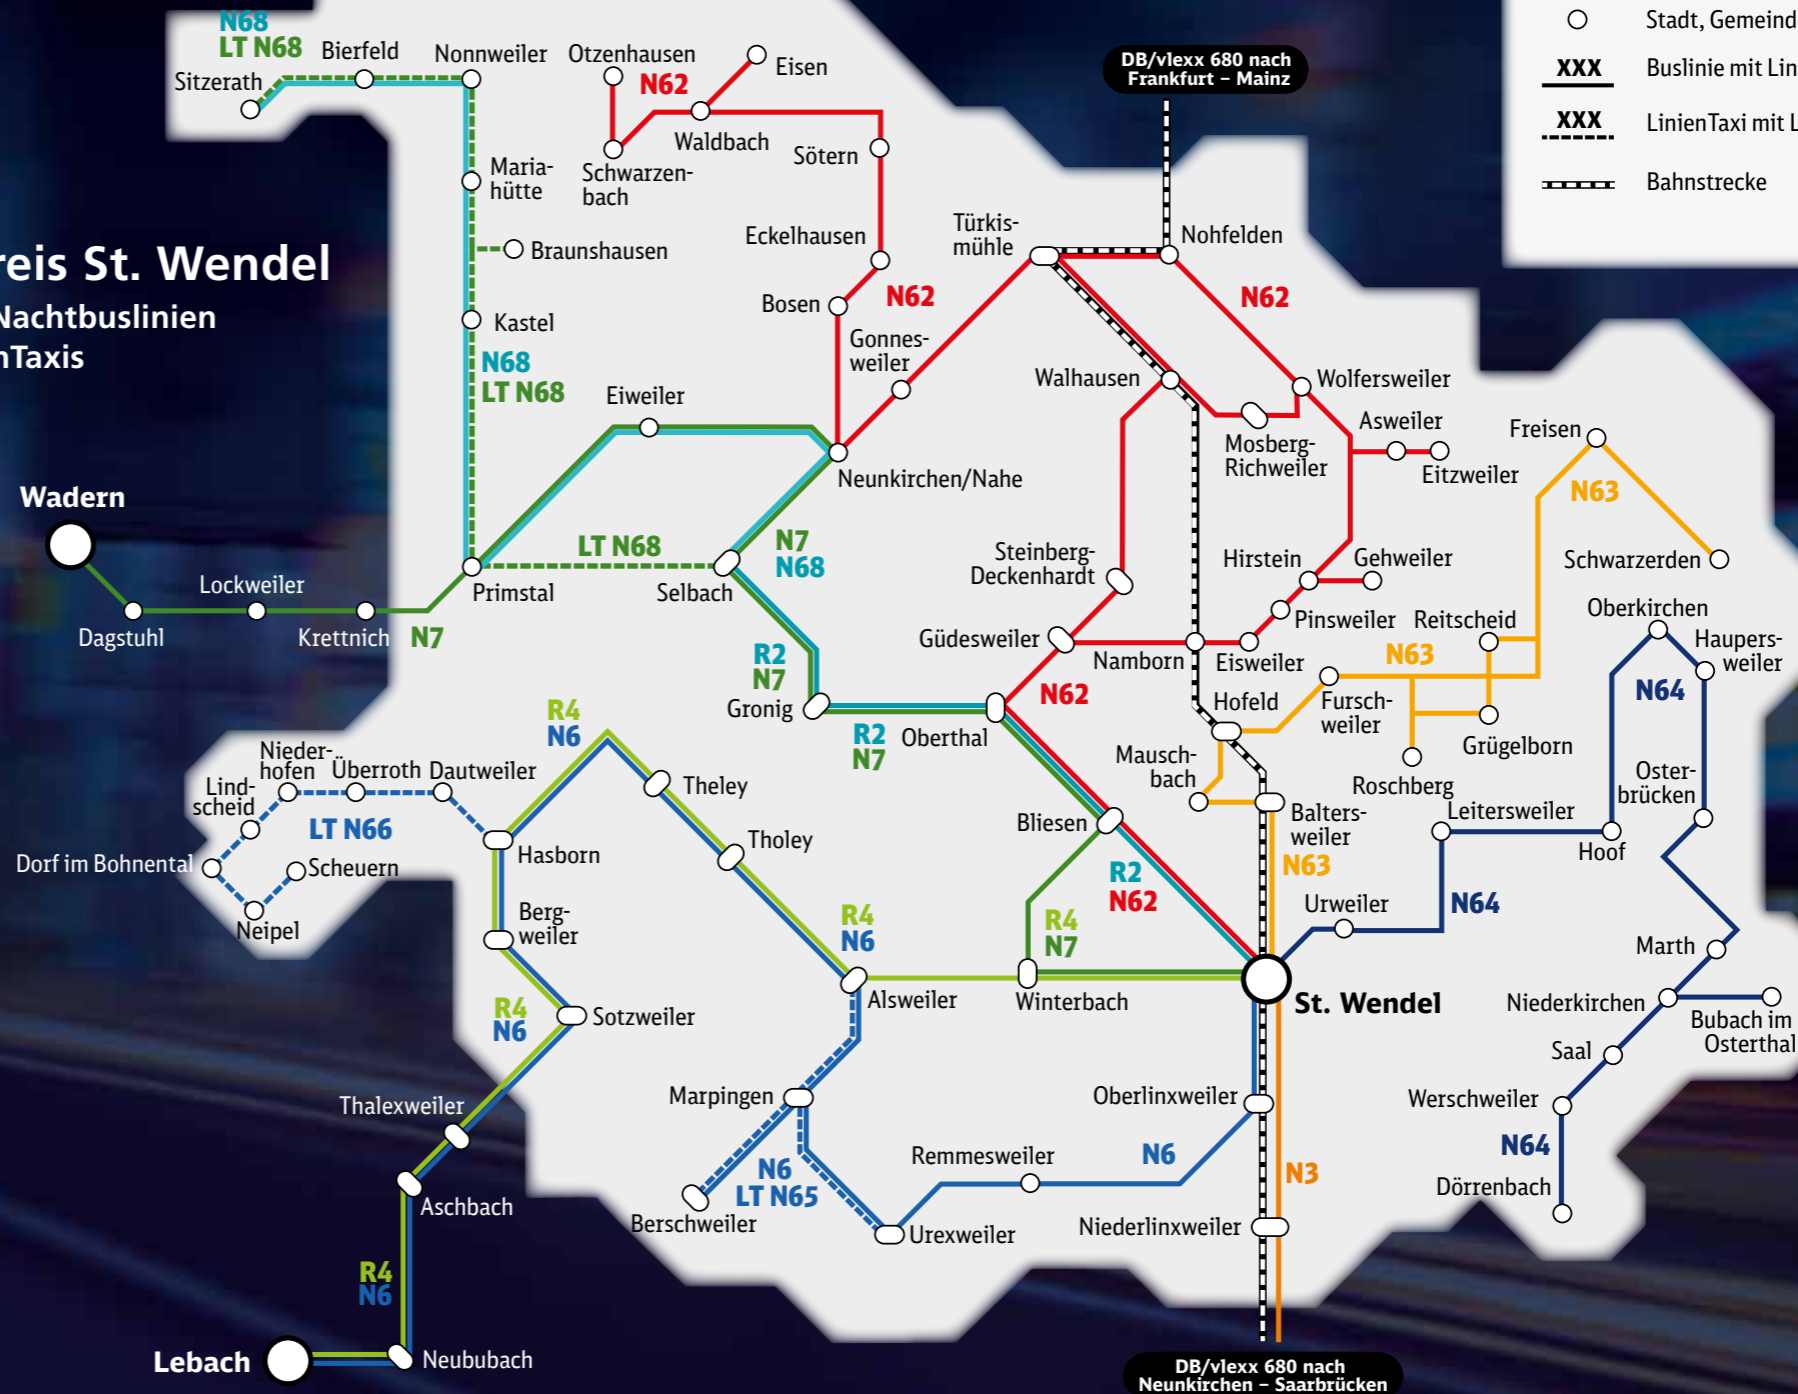 N68
LT N68
Bierfeld
Nonnweiler
Otzenhausen
N62
Eisen
Sitzerath
Waldbach
Sötern
Schwarzen-
bach
Maria-
hütte
Braunshausen
Eckelhausen
Bosen
N62
Gonnes-
weiler
Türkis-
mühle
Nohfelden
DB/vlexx 680 nach
Frankfurt – Mainz
Stadt, Gemeind
XXX
Buslinie mit Lin
XXX
LinienTaxi mit L
Bahnstrecke
reis St. Wendel
Nachtbuslinien
nTaxis
Kastel
N68
LT N68
Eiweiler
Neunkirchen/Nahe
N62
Walhausen
Wolfersweiler
Mosberg-
Richweiler
Asweiler
Eitzweiler
Freisen
N63
Schwarzerden
Wadern
Dagstuhl
Lockweiler
Krettnich
N7
Primstal
LT N68
Selbach
N7
N68
Steinberg-
Deckenhardt
Hirstein
Gehweiler
Pinsweiler
Reitscheid
Oberkirchen
Haupers-
weiler
Güdesweiler
Namborn
Eisweiler
N63
N64
R2
N7
Gronig
R2
N7
Oberthal
N62
Hofeld
Fursch-
weiler
Grügelborn
Roschberg
Mausch-
bach
Balters-
weiler
N63
Oster-
brücken
Leitersweiler
Hoof
R4
N6
Nieder-
hofen
Überroth
Dautweiler
Lind-
scheid
LT N66
Dorf im Bohnental
Scheuern
Neipel
Hasborn
Theley
Tholey
Bliesen
R2
N62
Urweiler
N64
Berg-
weiler
R4
N6
R4
N7
Alsweiler
Winterbach
St. Wendel
Marth
Niederkirchen
Bubach im
Osterthal
R4
N6
Sotzweiler
Saal
Werschweiler
N64
Dörrenbach
Thalexweiler
Marpingen
Oberlinxweiler
Remmesweiler
N6
N6
LT N65
N3
Aschbach
Berschweiler
Urexweiler
Niederlinxweiler
R4
N6
Lebach
Neububach
DB/vlexx 680 nach
Neunkirchen – Saarbrücken